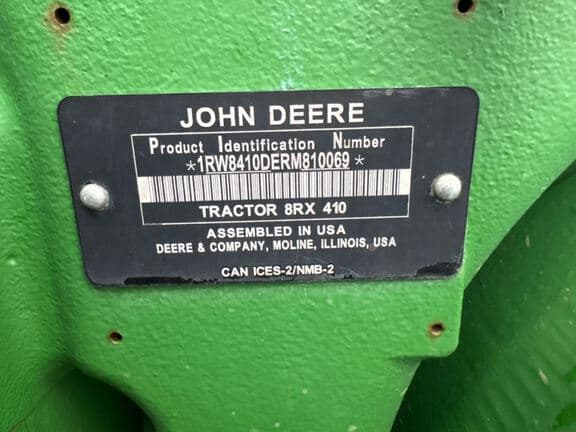 JOHN DEERE
Product Identification Number
*1RW8410DERM810069*
TRACTOR 8RX 410
ASSEMBLED IN USA
DEERE & COMPANY, MOLINE, ILLINOIS, USA
CAN ICES-2/NMB-2